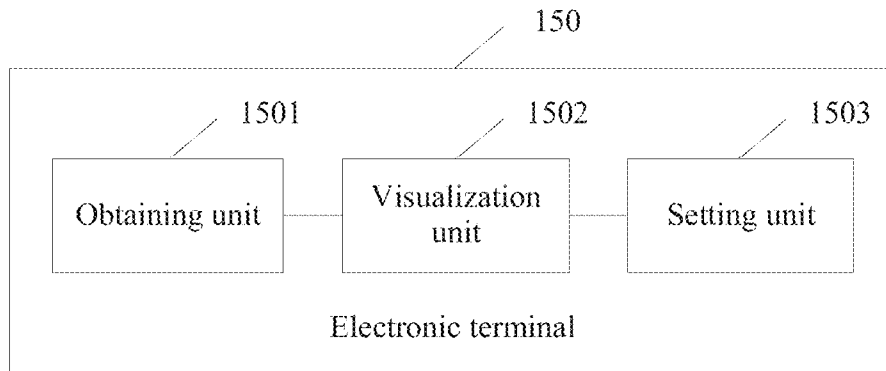 150
1501
1502
1503
Obtaining unit
Visualization
unit
Setting unit
Electronic terminal